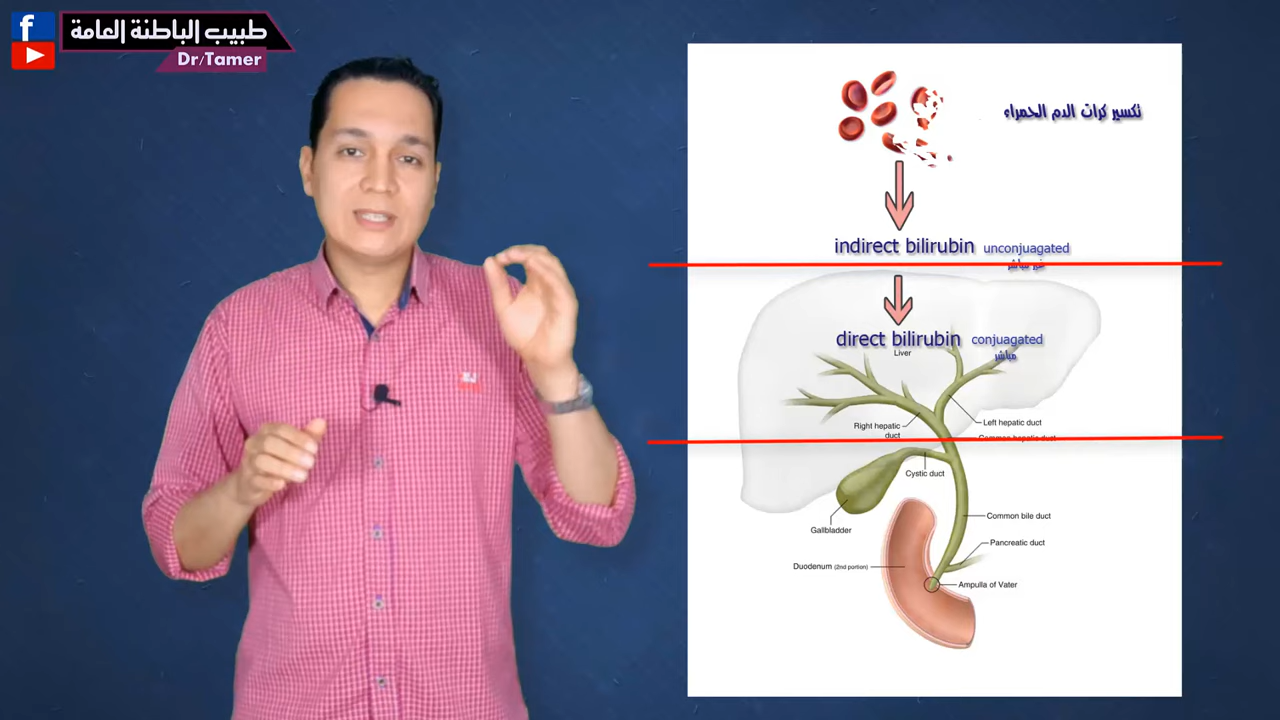 طبيب الباطنة العامة
Dr/Tamer
تكسير كرات الدم الحمراء
indirect bilirubin unconjuagated
غير مباشر
direct bilirubin conjuagated
Liver
مباشر
Right hepatic duct
Left hepatic duct
Common hepatic duct
Cystic duct
Gallbladder
Common bile duct
Pancreatic duct
Duodenum (2nd portion)
Ampulla of Vater